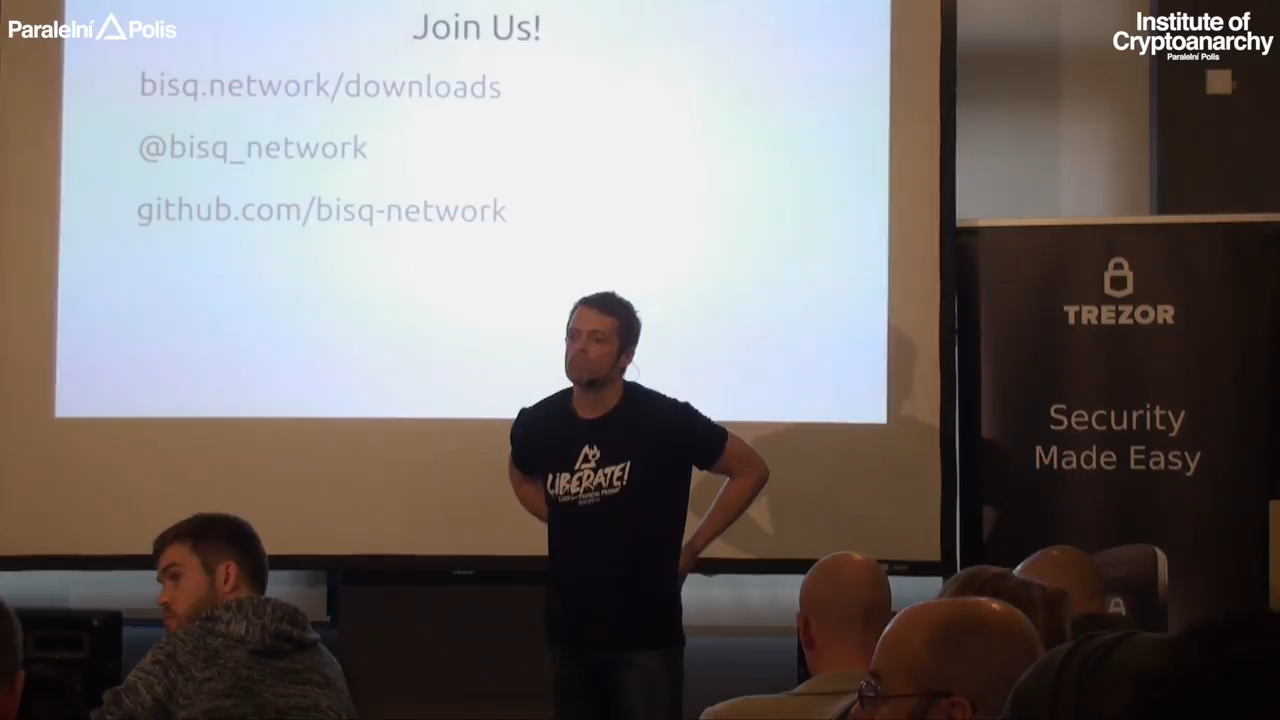 Paralelní Polis
Institute of
Cryptoanarchy
Paralelní Polis
Join Us!
bisq.network/downloads
@bisq_network
github.com/bisq-network
TREZOR
Security
Made Easy
LiBERATE!